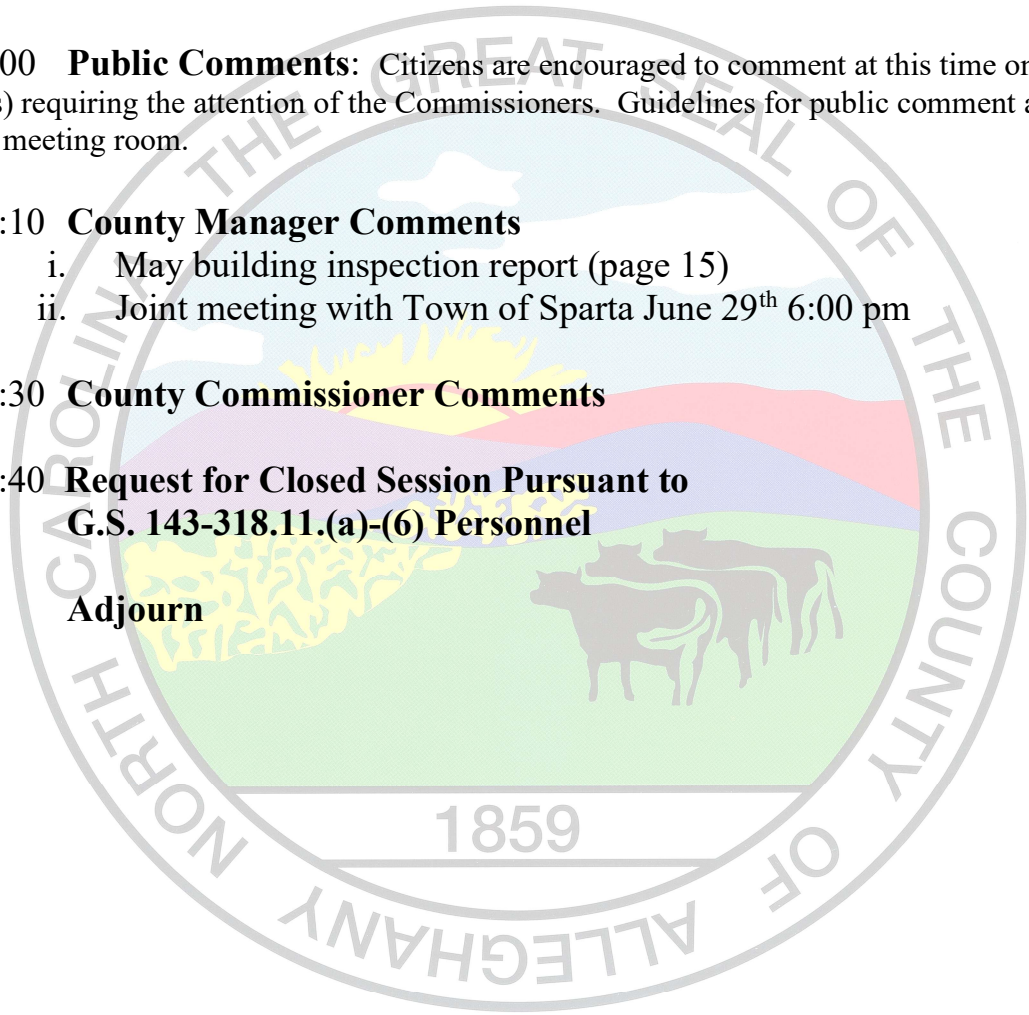 00 Public Comments: Citizens are encouraged to comment at this time on
s) requiring the attention of the Commissioners. Guidelines for public comment a
meeting room.
:10 County Manager Comments
i. May building inspection report (page 15)
ii. Joint meeting with Town of Sparta June 29th 6:00 pm
:30 County Commissioner Comments
:40 Request for Closed Session Pursuant to
G.S. 143-318.11.(a)-(6) Personnel
Adjourn
THE GREAT SEAL OF THE COUNTY OF ALLEGHANY NORTH CAROLINA
1859